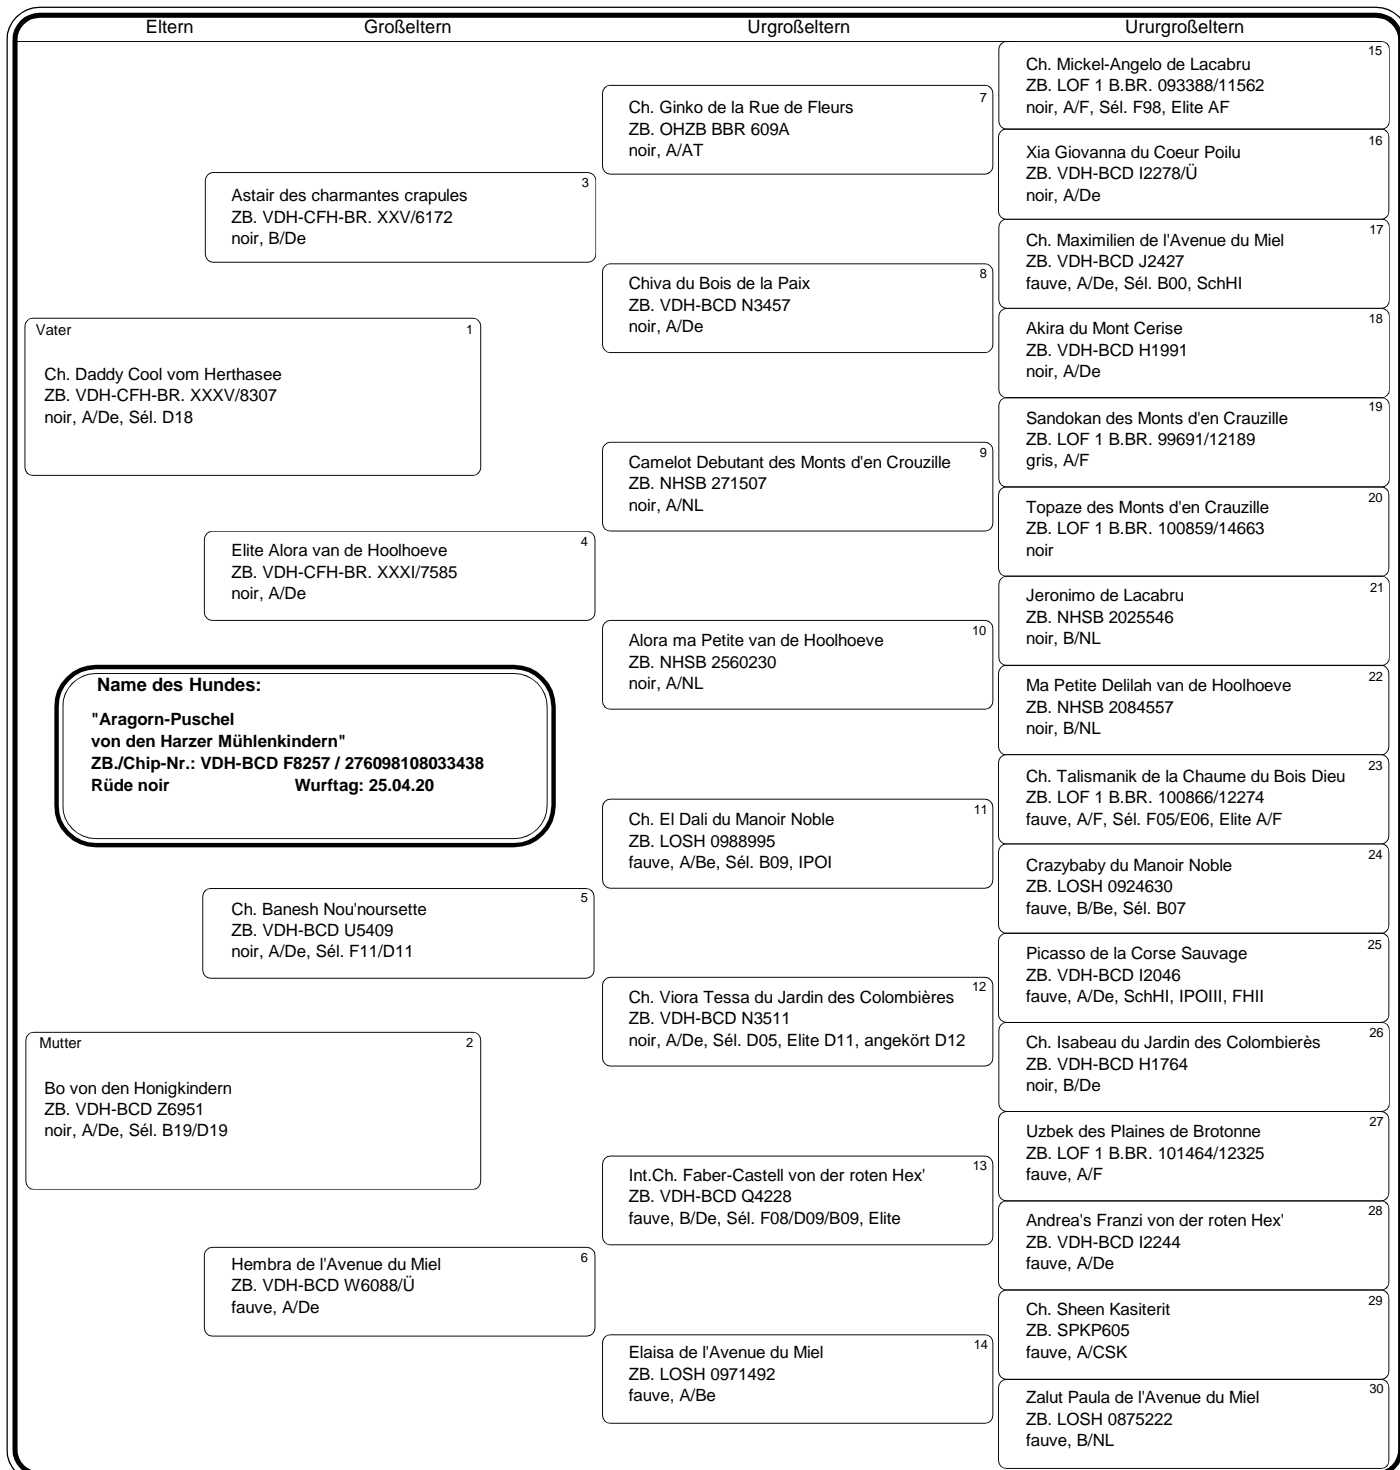 Eltern Großeltern Urgroßeltern Ururgroßeltern
15
Ch. Mickel-Angelo de Lacabru
ZB. LOF 1 B.BR. 093388/11562
noir, A/F, Sél. F98, Elite AF
7
Ch. Ginko de la Rue de Fleurs
ZB. OHZB BBR 609A
noir, A/AT
16
Xia Giovanna du Coeur Poilu
ZB. VDH-BCD I2278/Ü
noir, A/De
3
Astair des charmantes crapules
ZB. VDH-CFH-BR. XXV/6172
noir, B/De
17
Ch. Maximilien de l'Avenue du Miel
ZB. VDH-BCD J2427
fauve, A/De, Sél. B00, SchHI
8
Chiva du Bois de la Paix
ZB. VDH-BCD N3457
noir, A/De
18
Akira du Mont Cerise
ZB. VDH-BCD H1991
noir, A/De
Vater 1
Ch. Daddy Cool vom Herthasee
ZB. VDH-CFH-BR. XXXV/8307
noir, A/De, Sél. D18
19
Sandokan des Monts d'en Crauzille
ZB. LOF 1 B.BR. 99691/12189
gris, A/F
9
Camelot Debutant des Monts d'en Crouzille
ZB. NHSB 271507
noir, A/NL
20
Topaze des Monts d'en Crauzille
ZB. LOF 1 B.BR. 100859/14663
noir
4
Elite Alora van de Hoolhoeve
ZB. VDH-CFH-BR. XXXI/7585
noir, A/De
21
Jeronimo de Lacabru
ZB. NHSB 2025546
noir, B/NL
10
Alora ma Petite van de Hoolhoeve
ZB. NHSB 2560230
noir, A/NL
22
Ma Petite Delilah van de Hoolhoeve
ZB. NHSB 2084557
noir, B/NL
Name des Hundes:
"Aragorn-Puschel
von den Harzer Mühlenkindern"
ZB./Chip-Nr.: VDH-BCD F8257 / 276098108033438
Rüde noir Wurftag: 25.04.20
23
Ch. Talismanik de la Chaume du Bois Dieu
ZB. LOF 1 B.BR. 100866/12274
fauve, A/F, Sél. F05/E06, Elite A/F
11
Ch. El Dali du Manoir Noble
ZB. LOSH 0988995
fauve, A/Be, Sél. B09, IPOI
24
Crazybaby du Manoir Noble
ZB. LOSH 0924630
fauve, B/Be, Sél. B07
5
Ch. Banesh Nou'noursette
ZB. VDH-BCD U5409
noir, A/De, Sél. F11/D11
25
Picasso de la Corse Sauvage
ZB. VDH-BCD I2046
fauve, A/De, SchHI, IPOIII, FHII
12
Ch. Viora Tessa du Jardin des Colombières
ZB. VDH-BCD N3511
noir, A/De, Sél. D05, Elite D11, angekört D12
26
Ch. Isabeau du Jardin des Colombierès
ZB. VDH-BCD H1764
noir, B/De
Mutter 2
Bo von den Honigkindern
ZB. VDH-BCD Z6951
noir, A/De, Sél. B19/D19
27
Uzbek des Plaines de Brotonne
ZB. LOF 1 B.BR. 101464/12325
fauve, A/F
13
Int.Ch. Faber-Castell von der roten Hex'
ZB. VDH-BCD Q4228
fauve, B/De, Sél. F08/D09/B09, Elite
28
Andrea's Franzi von der roten Hex'
ZB. VDH-BCD I2244
fauve, A/De
6
Hembra de l'Avenue du Miel
ZB. VDH-BCD W6088/Ü
fauve, A/De
29
Ch. Sheen Kasiterit
ZB. SPKP605
fauve, A/CSK
14
Elaisa de l'Avenue du Miel
ZB. LOSH 0971492
fauve, A/Be
30
Zalut Paula de l'Avenue du Miel
ZB. LOSH 0875222
fauve, B/NL